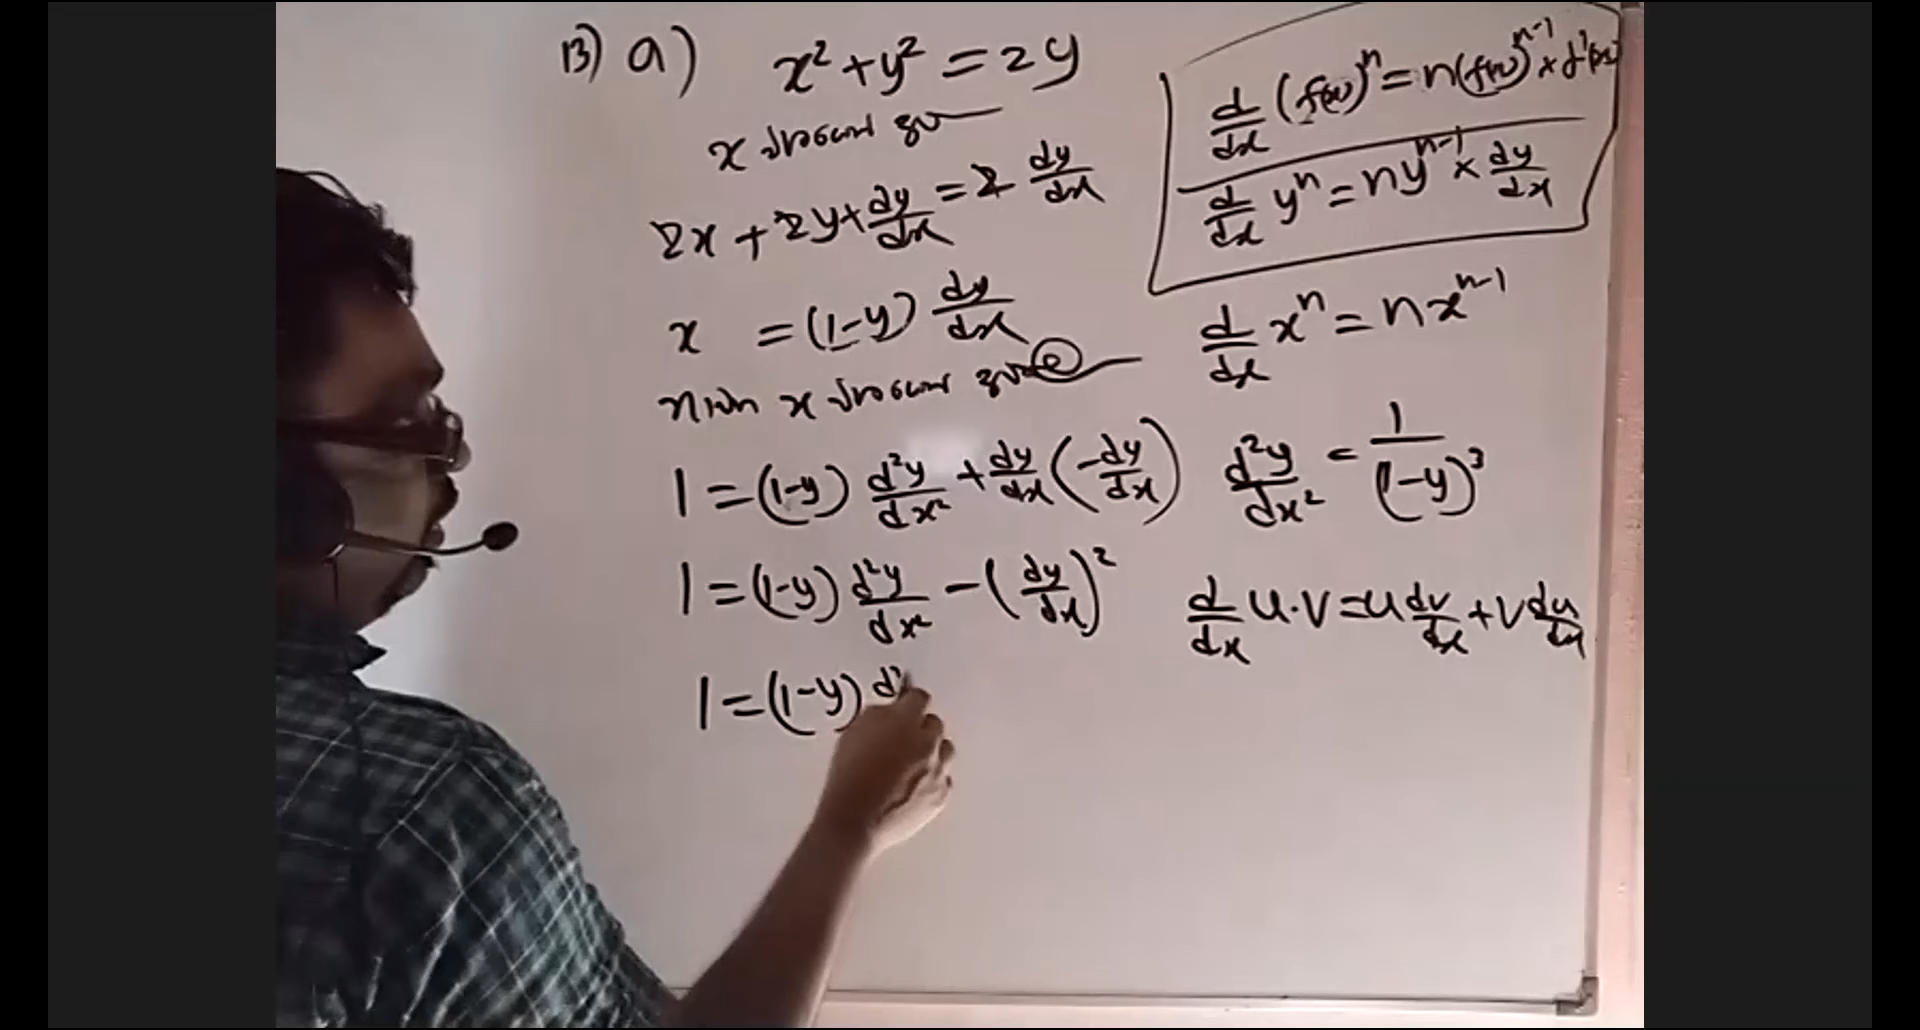 13) a) x² + y² = 2y
x
2x + 2y + dy/dx = 2 dy/dx
x = (1-y) dy/dx
x
1 = (1-y) d²y/dx² + dy/dx (-dy/dx)
1 = (1-y) d²y/dx² - (dy/dx)²
1 = (1-y) d²
d/dx (f(x))ⁿ = n(f(x))ⁿ⁻¹ × f'(x)
d/dx yⁿ = nyⁿ⁻¹ × dy/dx
d/dx xⁿ = nxⁿ⁻¹
d²y/dx² = 1/(1-y)³
d/dx u·v = u dv/dx + v du/dx